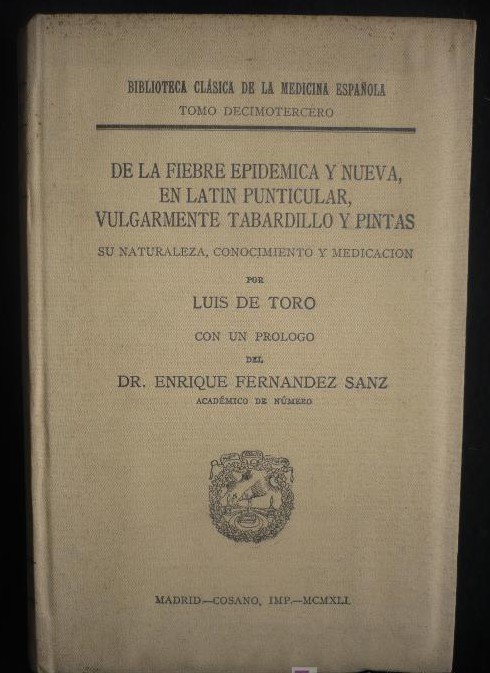 BIBLIOTECA CLÁSICA DE LA MEDICINA ESPAÑOLA
TOMO DECIMOTERCERO
DE LA FIEBRE EPIDEMICA Y NUEVA,
EN LATIN PUNTICULAR,
VULGARMENTE TABARDILLO Y PINTAS
SU NATURALEZA, CONOCIMIENTO Y MEDICACION
POR
LUIS DE TORO
CON UN PROLOGO
DEL
DR. ENRIQUE FERNANDEZ SANZ
ACADÉMICO DE NÚMERO
MADRID.—COSANO, IMP.—MCMXLI.